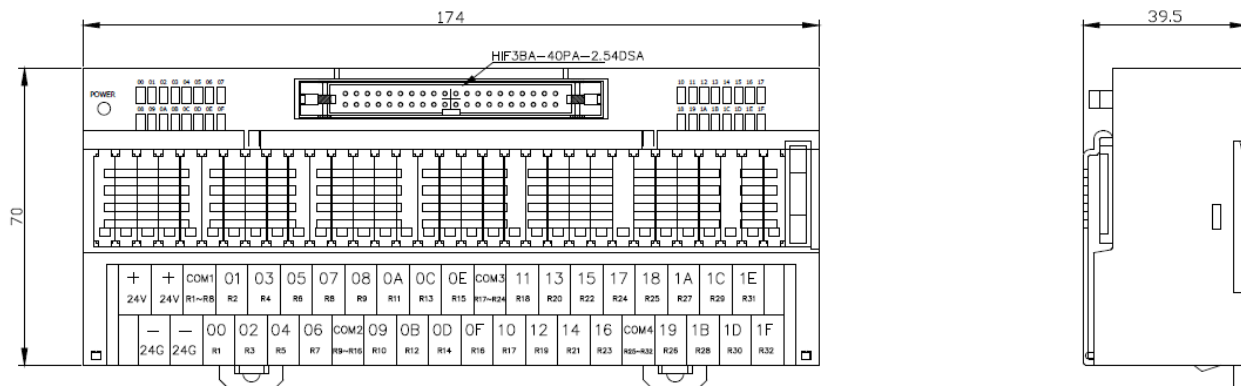 174
39.5
HIF3BA-40PA-2.54DSA
00 01 02 03 04 05 06 07
10 11 12 13 14 15 16 17
POWER
08 09 0A 0B 0C 0D 0E 0F
18 19 1A 1B 1C 1D 1E 1F
70
+ + COM1 01 03 05 07 08 0A 0C 0E COM3 11 13 15 17 18 1A 1C 1E
24V 24V R1~R8 R2 R4 R6 R8 R9 R11 R13 R15 R17~R24 R18 R20 R22 R24 R25 R27 R29 R31
− − 00 02 04 06 COM2 09 0B 0D 0F 10 12 14 16 COM4 19 1B 1D 1F
24G 24G R1 R3 R5 R7 R9~R16 R10 R12 R14 R16 R17 R19 R21 R23 R25~R32 R26 R28 R30 R32